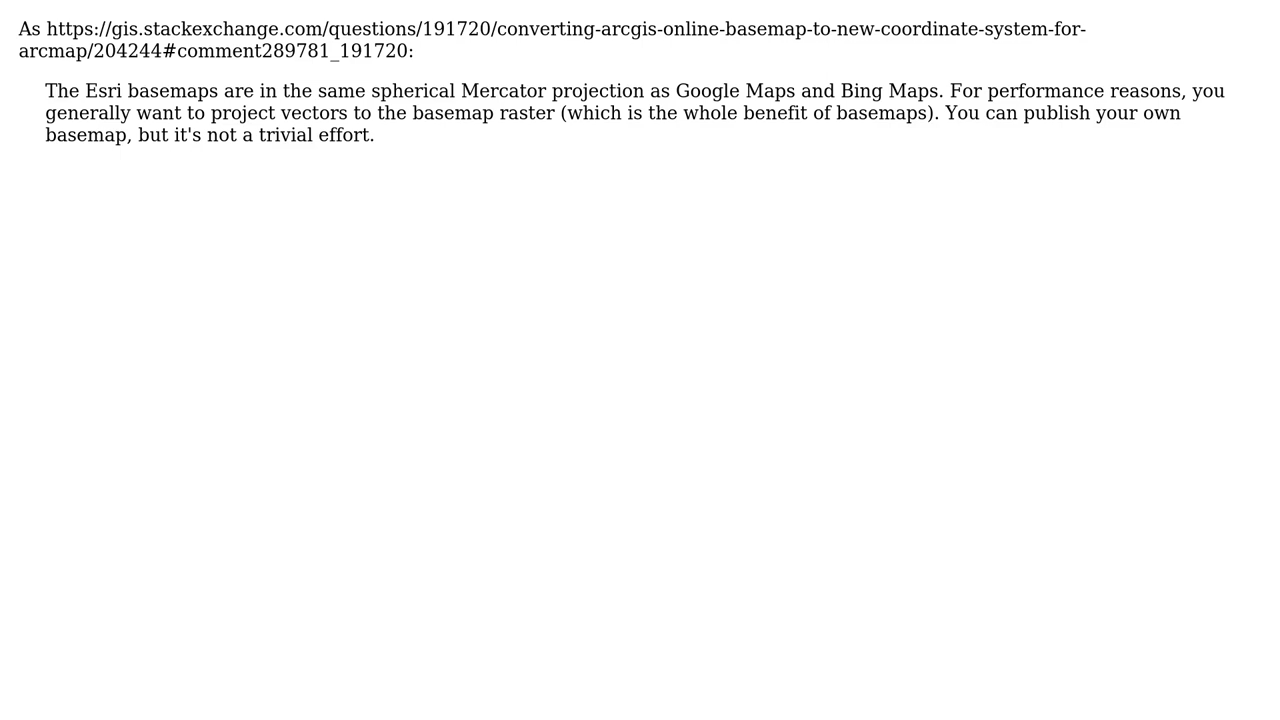 As https://gis.stackexchange.com/questions/191720/converting-arcgis-online-basemap-to-new-coordinate-system-for-
arcmap/204244#comment289781_191720:
The Esri basemaps are in the same spherical Mercator projection as Google Maps and Bing Maps. For performance reasons, you
generally want to project vectors to the basemap raster (which is the whole benefit of basemaps). You can publish your own
basemap, but it's not a trivial effort.